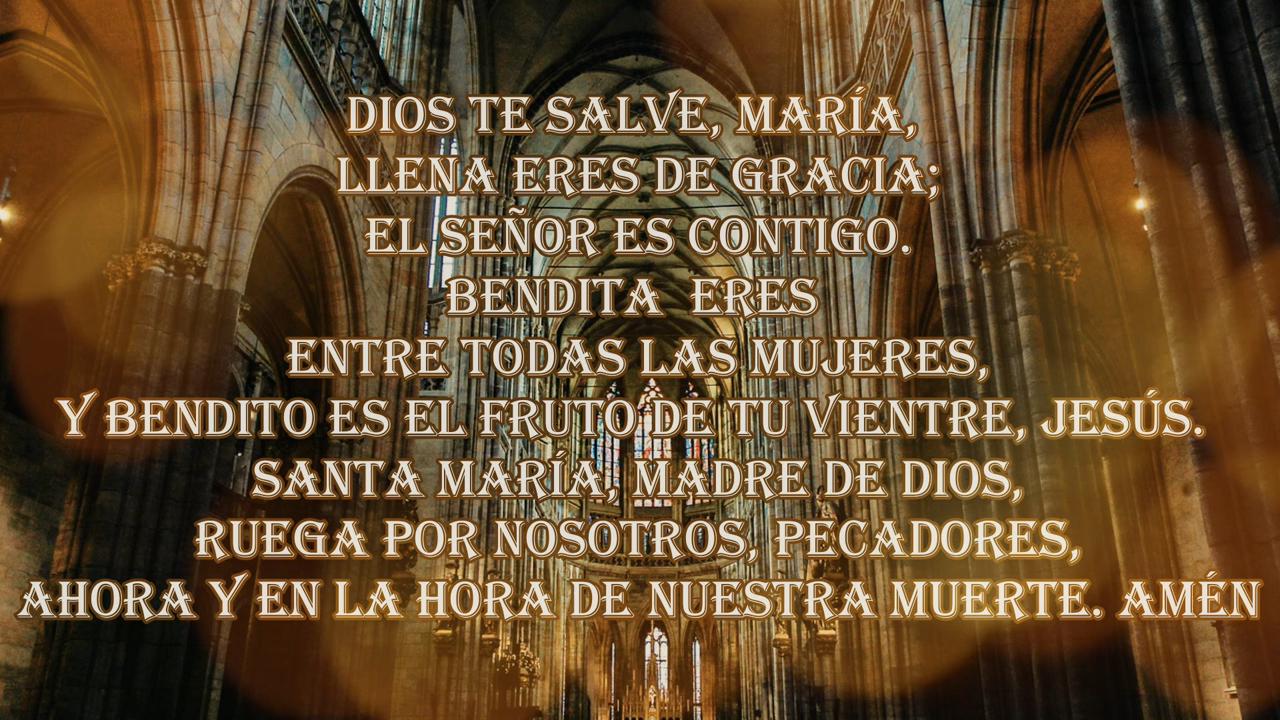 DIOS TE SALVE, MARÍA,
LLENA ERES DE GRACIA;
EL SEÑOR ES CONTIGO.
BENDITA  ERES
ENTRE TODAS LAS MUJERES,
Y BENDITO ES EL FRUTO DE TU VIENTRE, JESÚS.
SANTA MARÍA, MADRE DE DIOS,
RUEGA POR NOSOTROS, PECADORES,
AHORA Y EN LA HORA DE NUESTRA MUERTE. AMÉN